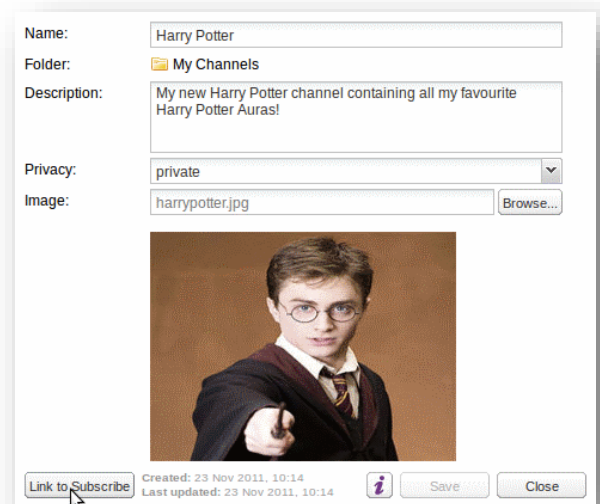 Name:
Harry Potter
Folder:
My Channels
Description:
My new Harry Potter channel containing all my favourite
Harry Potter Auras!
Privacy:
private
Image:
harrypotter.jpg
Browse...
Link to Subscribe
Created: 23 Nov 2011, 10:14
Last updated: 23 Nov 2011, 10:14
i
Save
Close